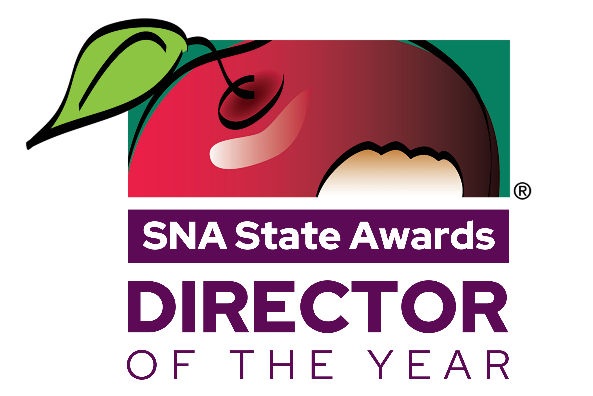 ®
SNA State Awards
DIRECTOR
OF THE YEAR